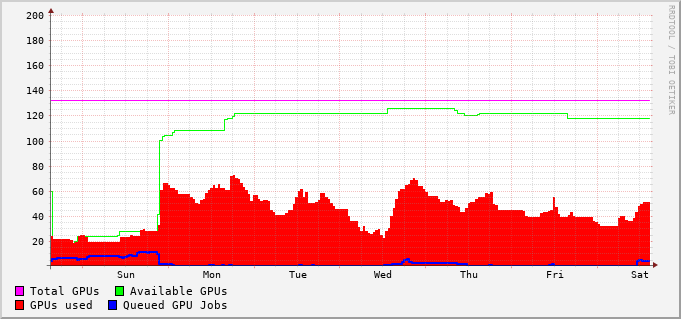 200
180
160
140
120
100
80
60
40
20
Sun Mon Tue Wed Thu Fri Sat
Total GPUs Available GPUs
GPUs used Queued GPU Jobs
RRDTOOL / TOBI OETIKER